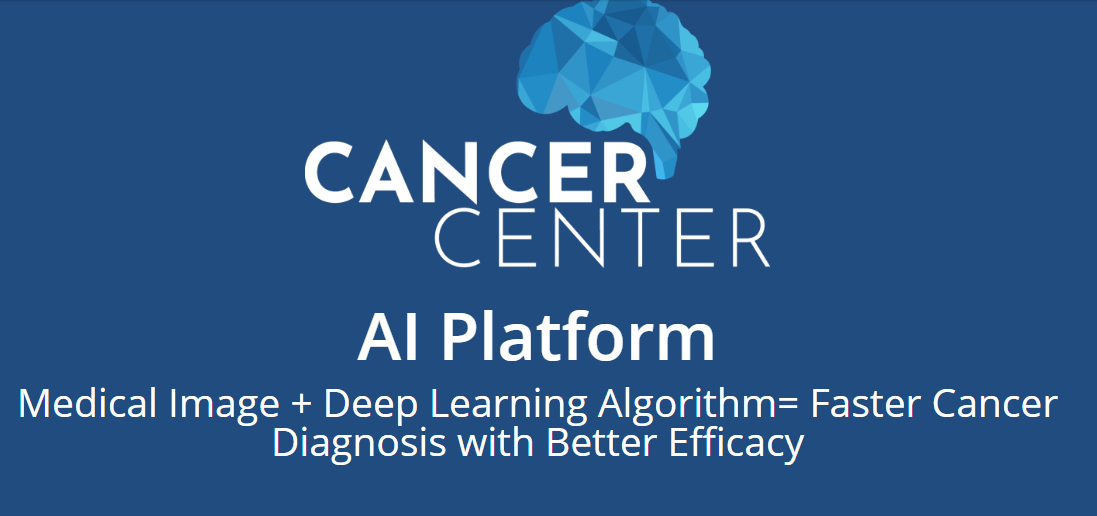 CANCER
CENTER
AI Platform
Medical Image + Deep Learning Algorithm= Faster Cancer
Diagnosis with Better Efficacy